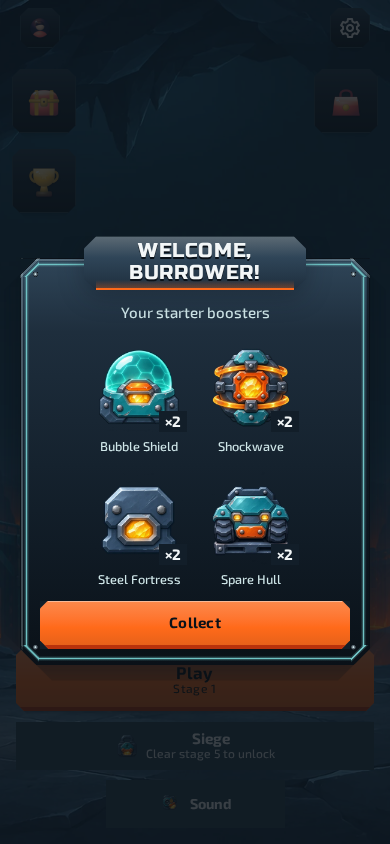 WELCOME,
BURROWER!
Your starter boosters
×2
×2
Bubble Shield
Shockwave
×2
×2
Steel Fortress
Spare Hull
Collect
Play
Stage 1
Siege
Clear stage 5 to unlock
Sound